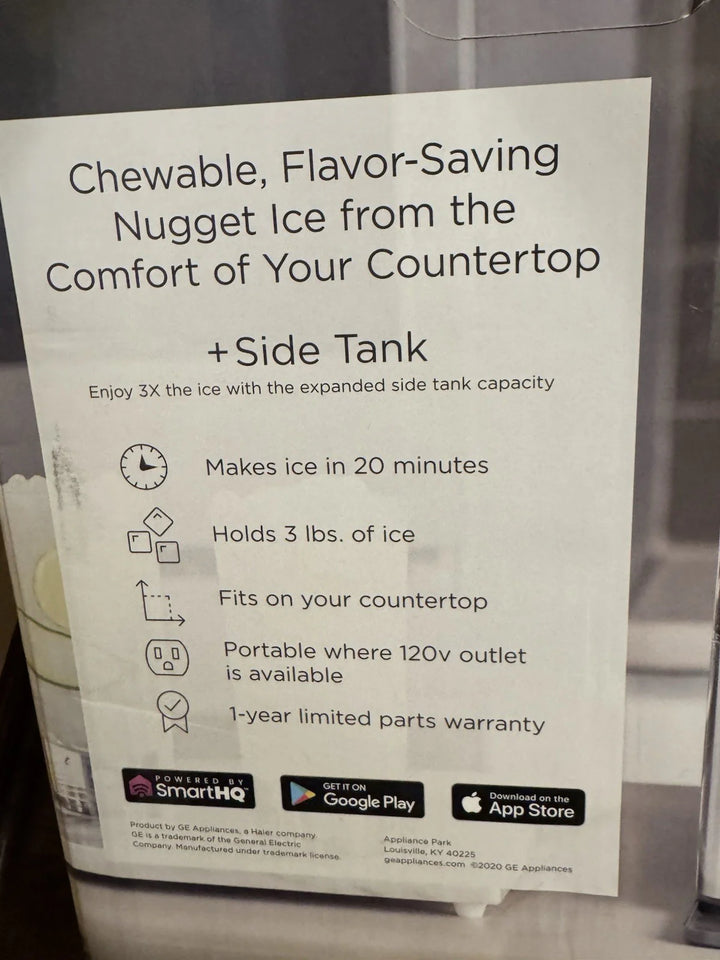 Chewable, Flavor-Saving
Nugget Ice from the
Comfort of Your Countertop
+Side Tank
Enjoy 3X the ice with the expanded side tank capacity
Makes ice in 20 minutes
Holds 3 lbs. of ice
Fits on your countertop
Portable where 120v outlet
is available
1-year limited parts warranty
POWERED BY
SmartHQ™
GET IT ON
Google Play
Download on the
App Store
Product by GE Appliances, a Haier company.
GE is a trademark of the General Electric
Company. Manufactured under trademark license.
Appliance Park
Louisville, KY 40225
geappliances.com ©2020 GE Appliances